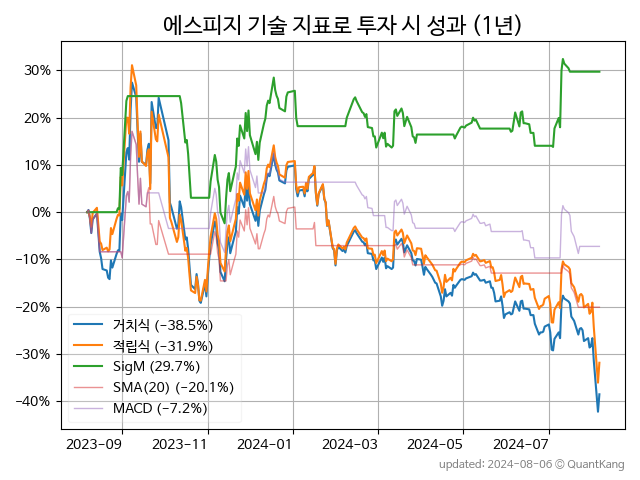 에스피지 기술 지표로 투자 시 성과 (1년)
30%
20%
10%
0%
−10%
−20%
−30%
−40%
거치식 (−38.5%)
적립식 (−31.9%)
SigM (29.7%)
SMA(20) (−20.1%)
MACD (−7.2%)
2023-09
2023-11
2024-01
2024-03
2024-05
2024-07
updated: 2024-08-06 © QuantKang